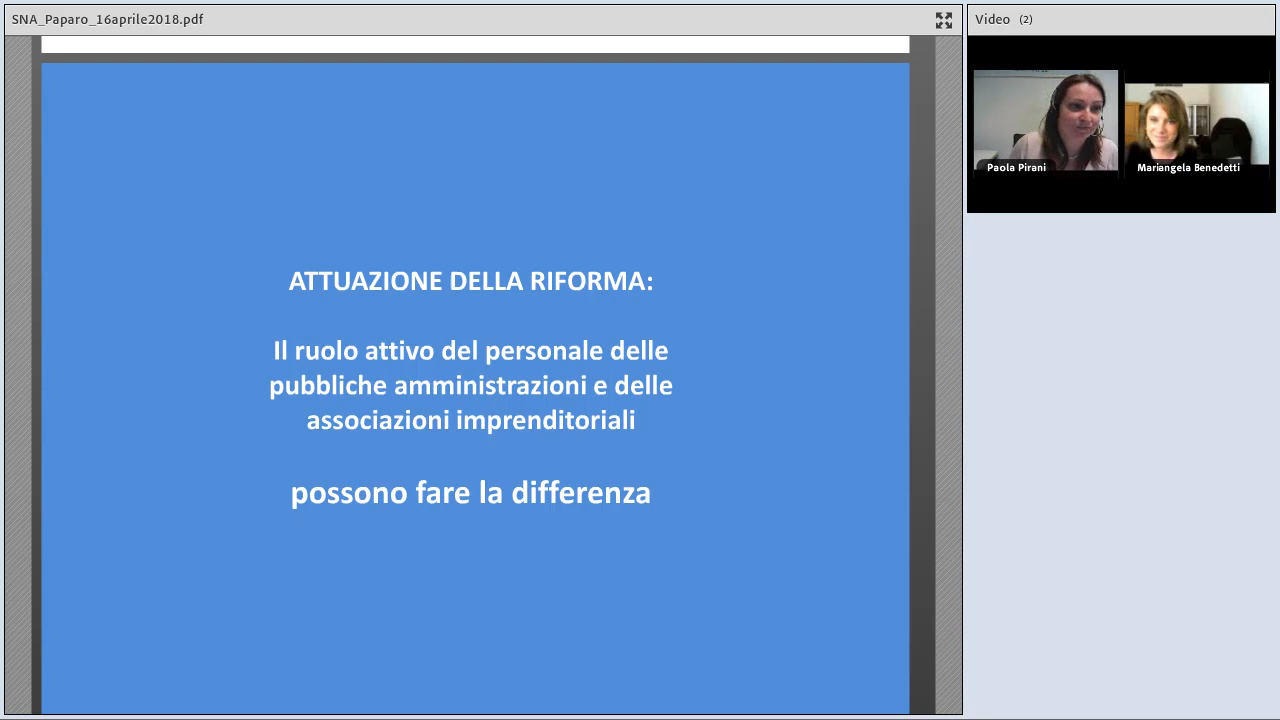 SNA_Paparo_16aprile2018.pdf
Video (2)
Paola Pirani
Mariangela Benedetti
ATTUAZIONE DELLA RIFORMA:
Il ruolo attivo del personale delle
pubbliche amministrazioni e delle
associazioni imprenditoriali
possono fare la differenza